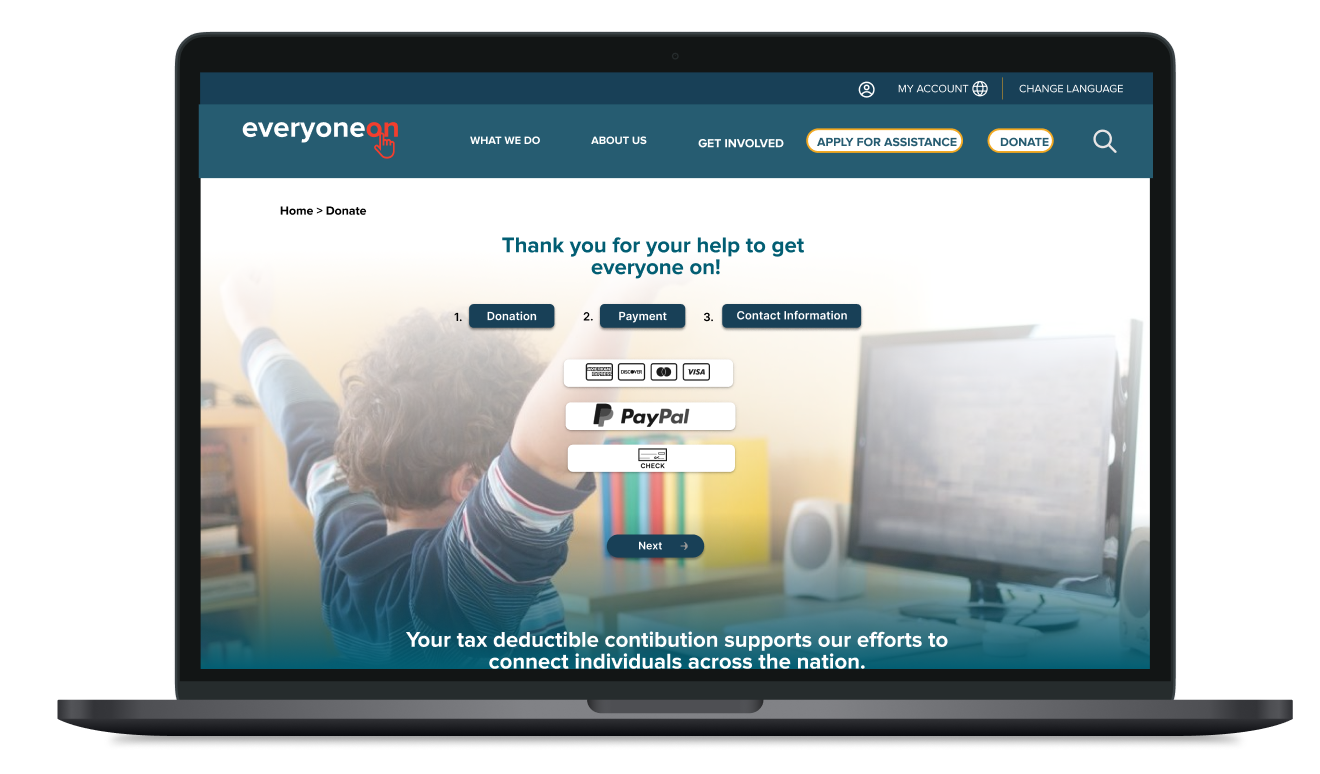 MY ACCOUNT CHANGE LANGUAGE
everyoneon
WHAT WE DO ABOUT US GET INVOLVED APPLY FOR ASSISTANCE DONATE
Home > Donate
Thank you for your help to get
everyone on!
1. Donation 2. Payment 3. Contact Information
AMERICAN EXPRESS DISCOVER VISA
PayPal
CHECK
Next
Your tax deductible contibution supports our efforts to
connect individuals across the nation.